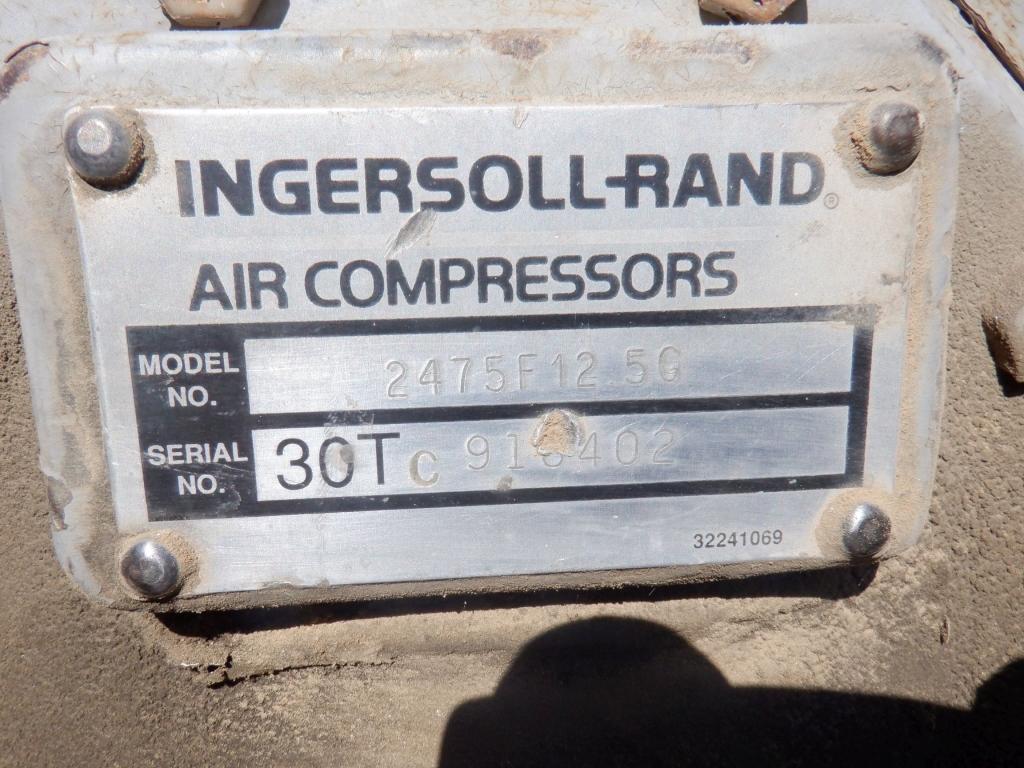 INGERSOLL-RAND®
AIR COMPRESSORS
MODEL NO. 2475F12 5G
SERIAL NO. 30T C
32241069